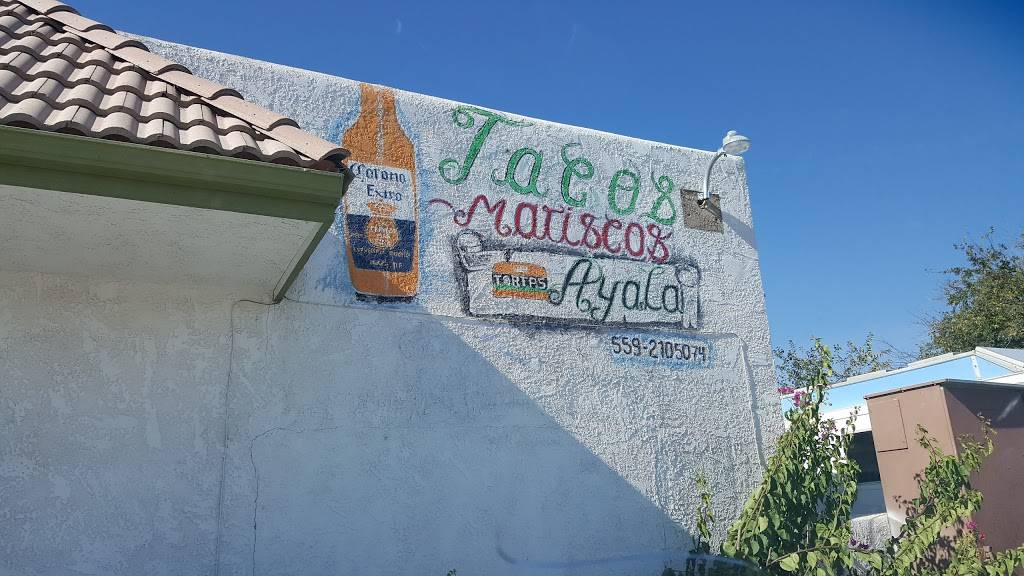 Corona
Extra
Tacos
Mariscos
TORTAS
Ayala
559-2105074